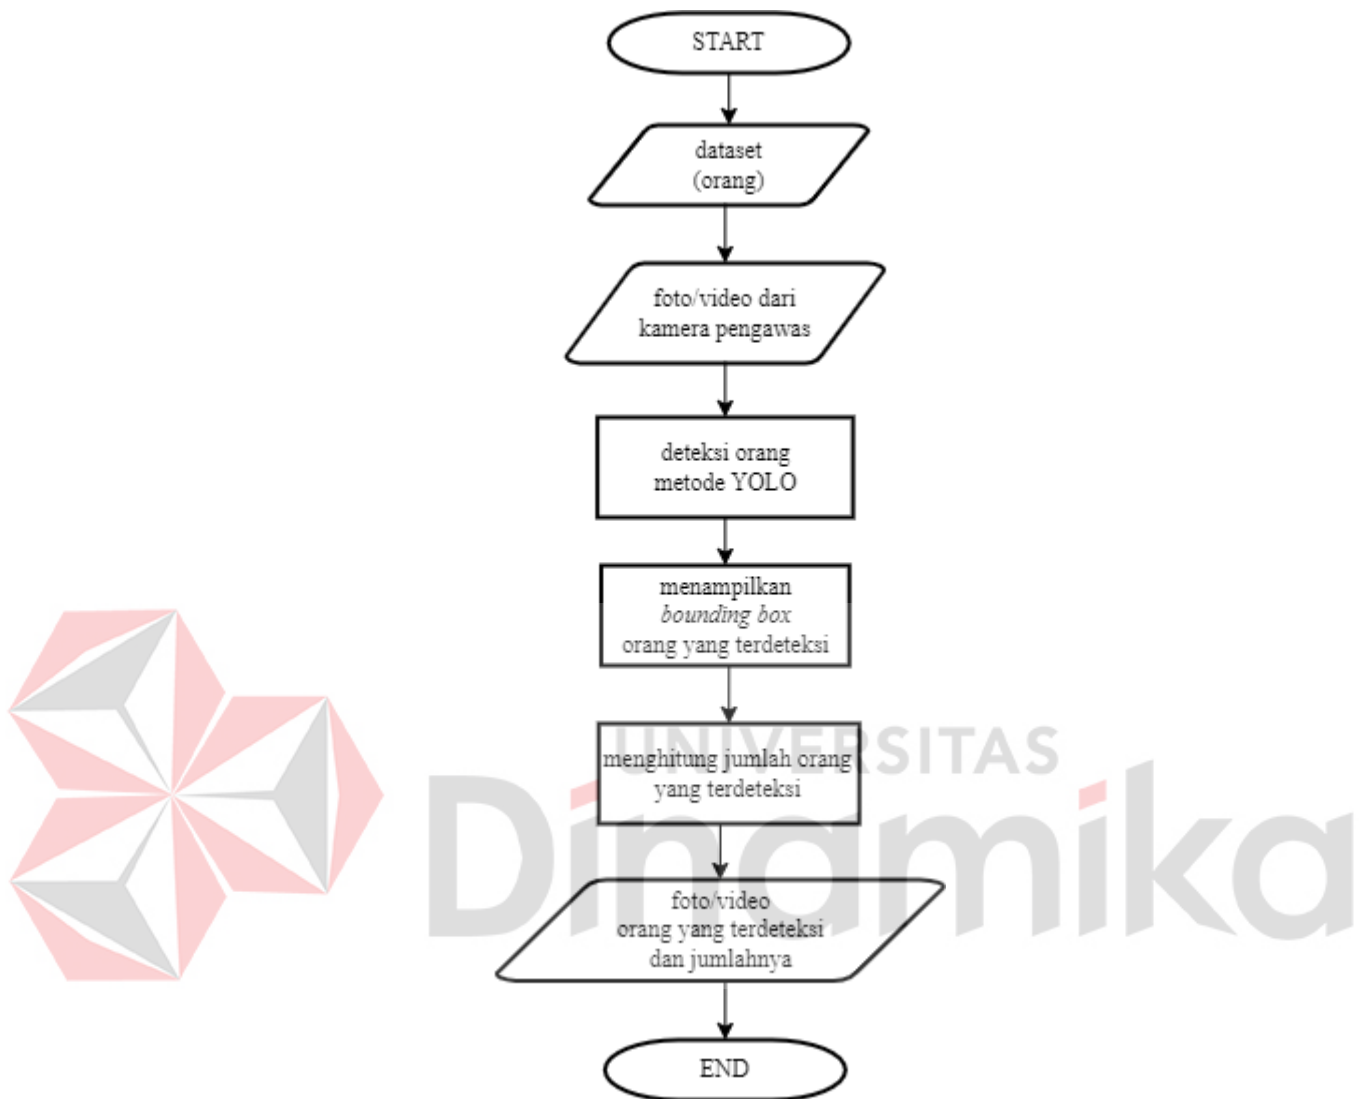 START
dataset
(orang)
foto/video dari
kamera pengawas
deteksi orang
metode YOLO
menampilkan
bounding box
orang yang terdeteksi
menghitung jumlah orang
yang terdeteksi
foto/video
orang yang terdeteksi
dan jumlahnya
END
UNIVERSITAS
Dinamika